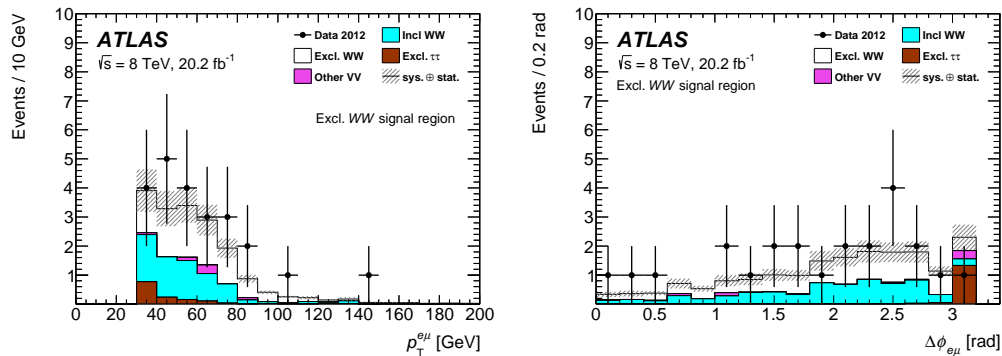 Events / 10 GeV
10
9
8
7
6
5
4
3
2
1
ATLAS
√s = 8 TeV, 20.2 fb⁻¹
Data 2012
Incl WW
Excl. WW
Excl. ττ
Other VV
sys. ⊕ stat.
Excl. WW signal region
0 20 40 60 80 100 120 140 160 180 200
p_T^{eμ} [GeV]
Events / 0.2 rad
10
9
8
7
6
5
4
3
2
1
ATLAS
√s = 8 TeV, 20.2 fb⁻¹
Excl. WW signal region
Data 2012
Incl WW
Excl. WW
Excl. ττ
Other VV
sys. ⊕ stat.
0 0.5 1 1.5 2 2.5 3
Δϕ_{eμ} [rad]